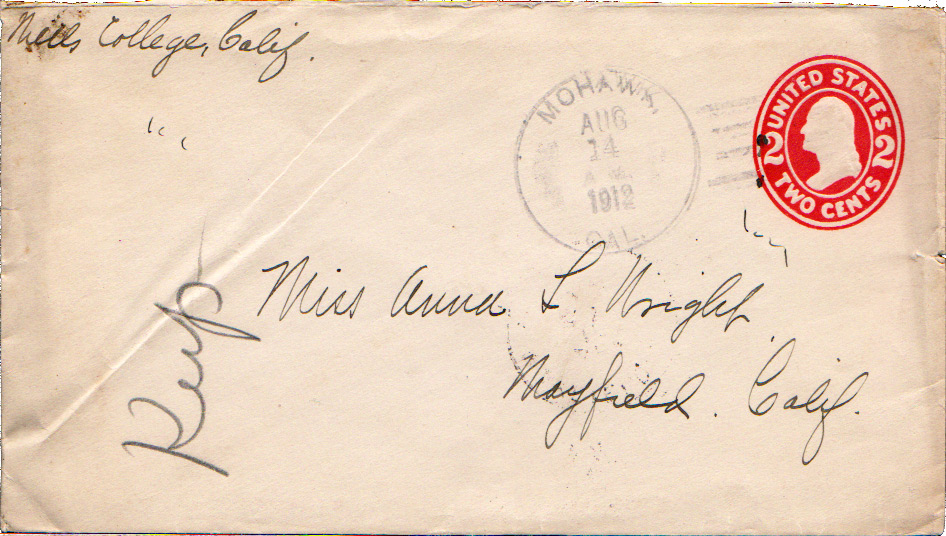 Mills College, Calif.
MOHAWK,
AUG
14
1912
CAL.
UNITED STATES
2 2
TWO CENTS
Miss Anna L. Wright,
Mayfield. Calif.
Keep